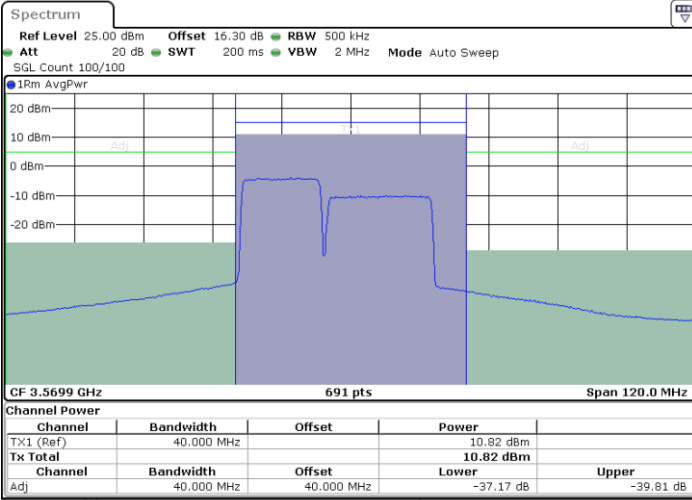 Spectrum
Ref Level 25.00 dBm Offset 16.30 dB RBW 500 kHz
Att 20 dB SWT 200 ms VBW 2 MHz Mode Auto Sweep
SGL Count 100/100
1Rm AvgPwr
20 dBm
TX1
10 dBm
Adj Adj
0 dBm
-10 dBm
-20 dBm
CF 3.5699 GHz 691 pts Span 120.0 MHz
Channel Power
Channel Bandwidth Offset Power
TX1 (Ref) 40.000 MHz 10.82 dBm
Tx Total 10.82 dBm
Channel Bandwidth Offset Lower Upper
Adj 40.000 MHz 40.000 MHz -37.17 dB -39.81 dB